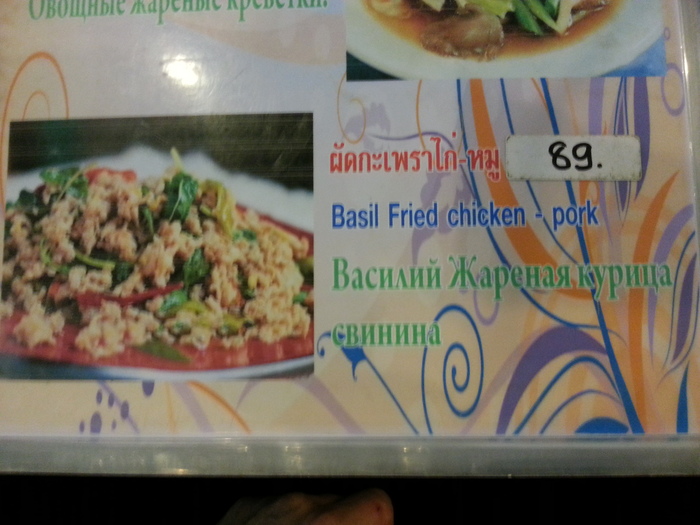 Овощные жареные креветки.
ผัดกะเพราไก่-หมู 89.
Basil Fried chicken - pork
Василий Жареная курица
свинина